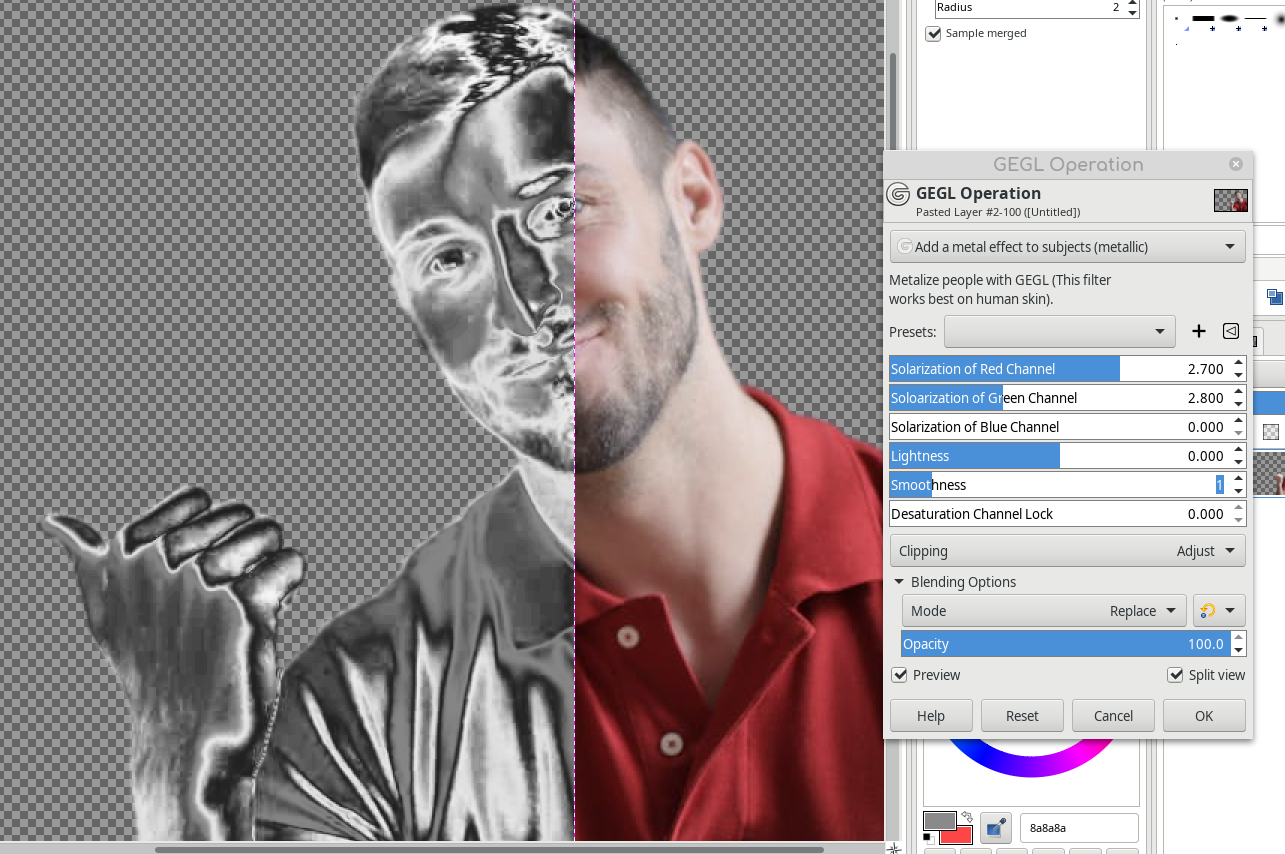 Radius 2
Sample merged
GEGL Operation
GEGL Operation
Pasted Layer #2-100 ([Untitled])
Add a metal effect to subjects (metallic)
Metalize people with GEGL (This filter
works best on human skin).
Presets:
Solarization of Red Channel 2.700
Soloarization of Green Channel 2.800
Solarization of Blue Channel 0.000
Lightness 0.000
Smoothness 1
Desaturation Channel Lock 0.000
Clipping Adjust
Blending Options
Mode Replace
Opacity 100.0
Preview Split view
Help Reset Cancel OK
8a8a8a